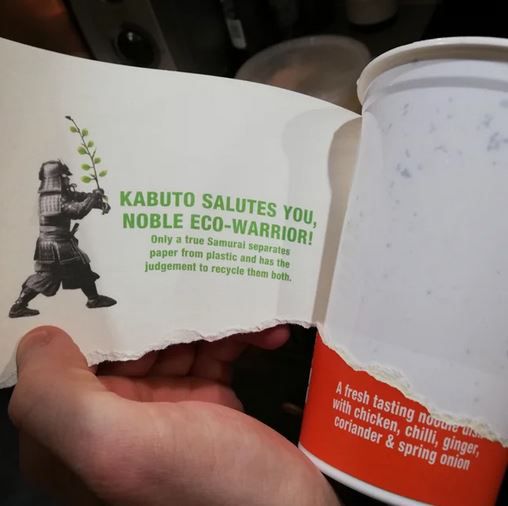 KABUTO SALUTES YOU,
NOBLE ECO-WARRIOR!
Only a true Samurai separates
paper from plastic and has the
judgement to recycle them both.
A fresh tasting noodle
with chicken, chilli, ginger,
coriander & spring onion